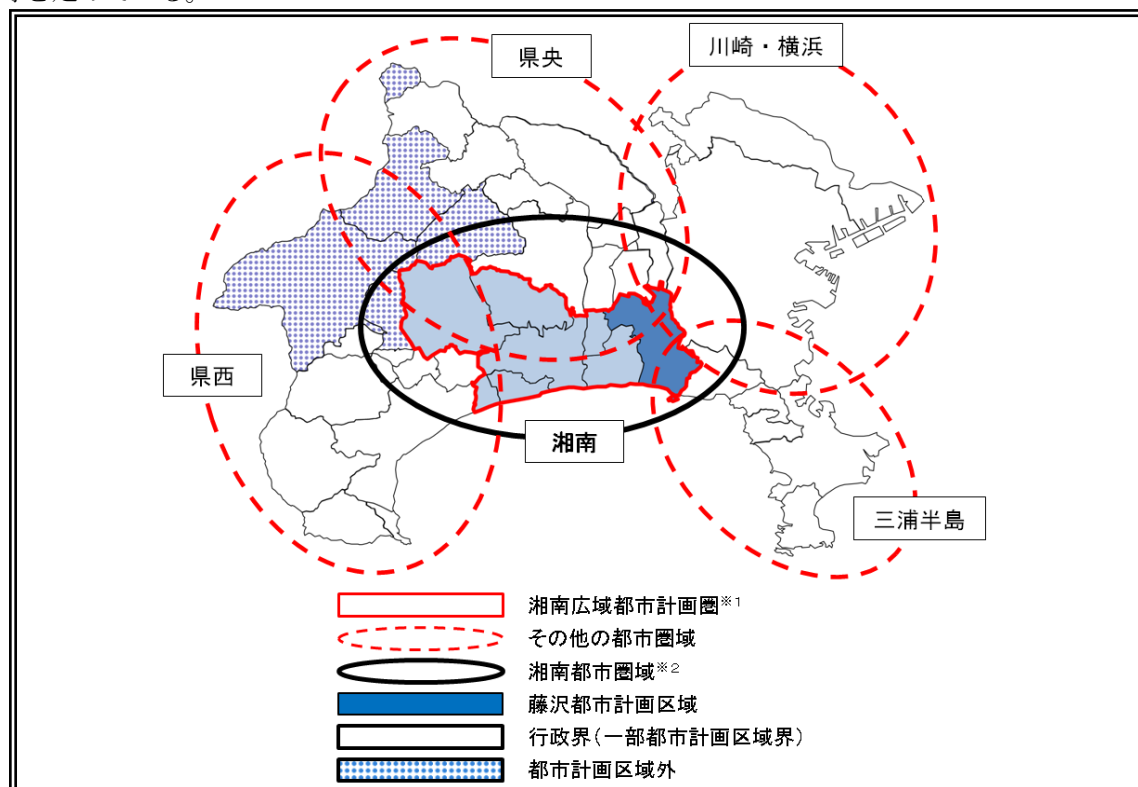 川崎・横浜
県央
県西
湘南
三浦半島
湘南広域都市計画圏※1
その他の都市圏域
湘南都市圏域※2
藤沢都市計画区域
行政界(一部都市計画区域界)
都市計画区域外